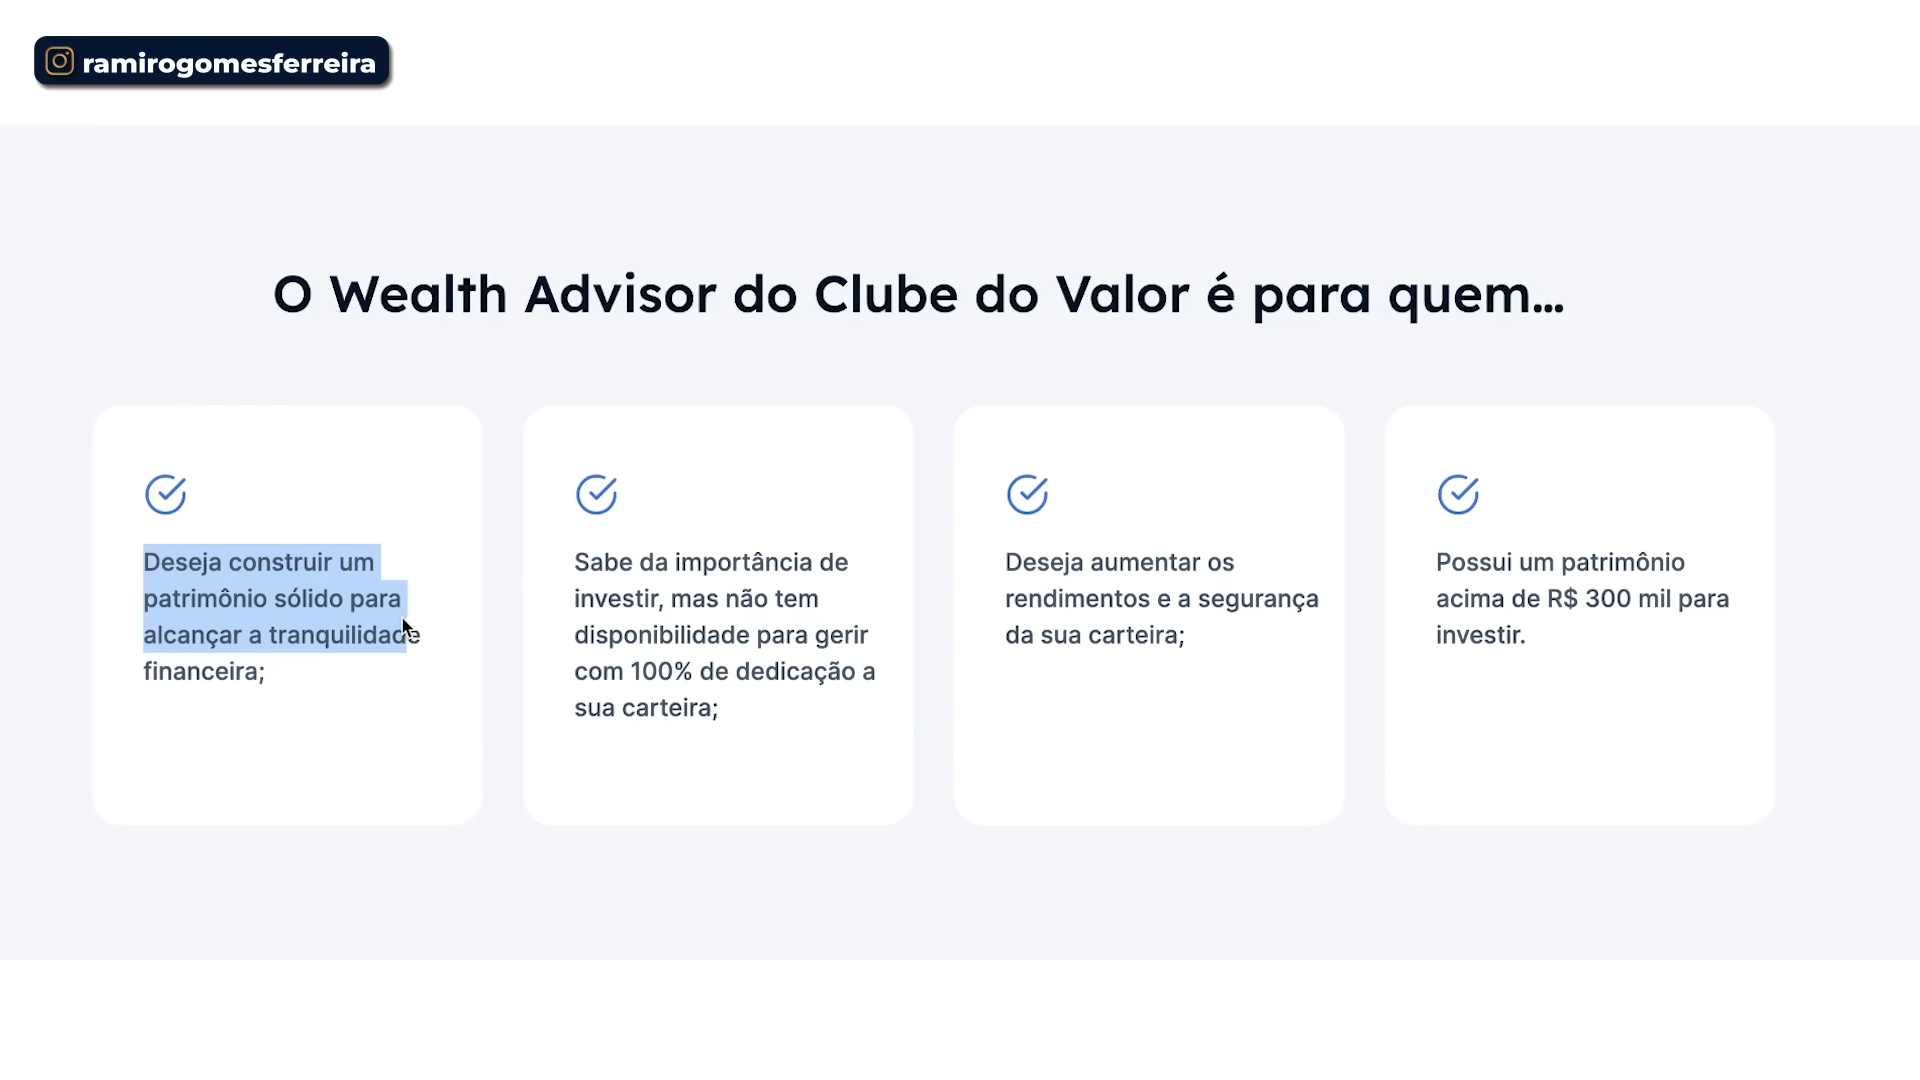 ramirogomesferreira
O Wealth Advisor do Clube do Valor é para quem...
Deseja construir um
patrimônio sólido para
alcançar a tranquilidade
financeira;
Sabe da importância de
investir, mas não tem
disponibilidade para gerir
com 100% de dedicação a
sua carteira;
Deseja aumentar os
rendimentos e a segurança
da sua carteira;
Possui um patrimônio
acima de R$ 300 mil para
investir.